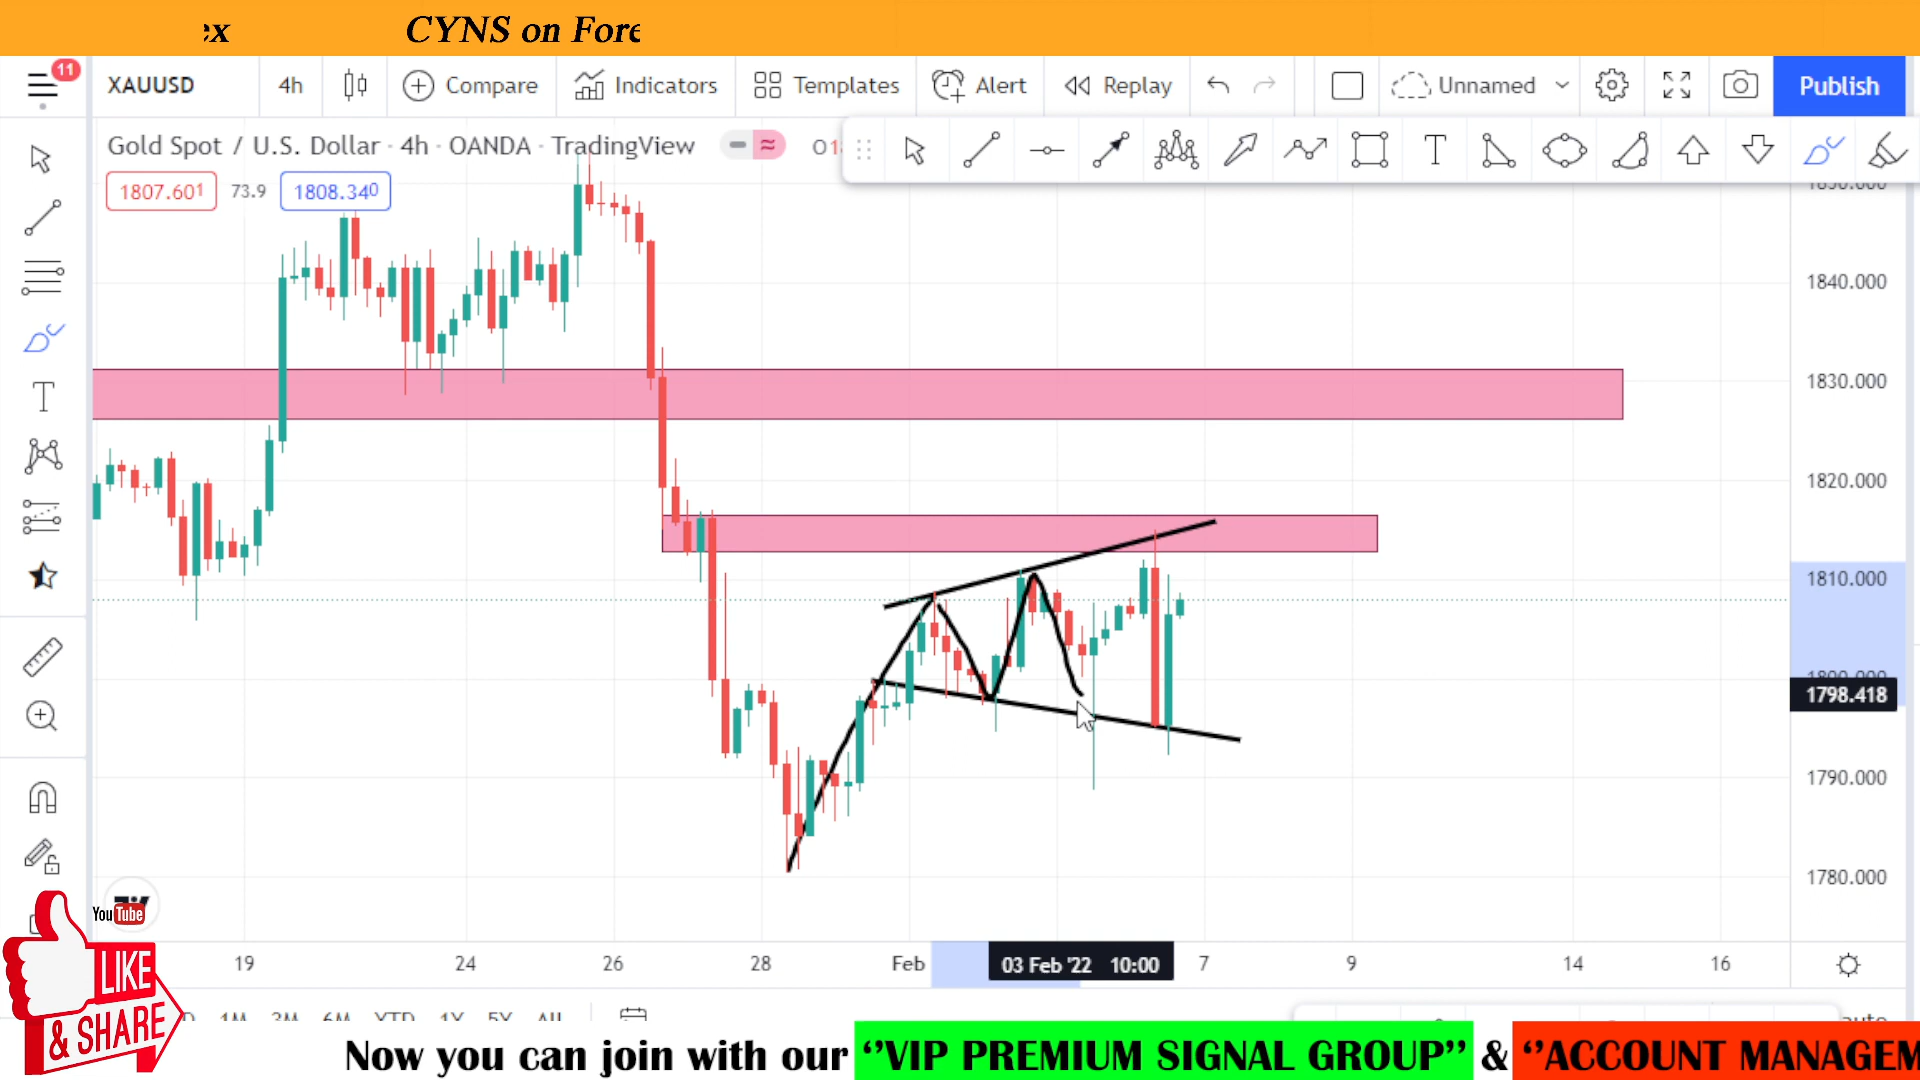 CYNS on Fore
11
XAUUSD 4h Compare Indicators Templates Alert Replay Unnamed Publish
Gold Spot / U.S. Dollar · 4h · OANDA · TradingView
1807.601 73.9 1808.340
1840.000
1830.000
1820.000
1810.000
1798.418
1790.000
1780.000
YouTube
19 24 26 28 Feb 03 Feb '22 10:00 7 9 14 16
LIKE
& SHARE
1M 3M 6M YTD 1Y 5Y All
auto
Now you can join with our ‘’VIP PREMIUM SIGNAL GROUP’’ & ‘’ACCOUNT MANAGEM